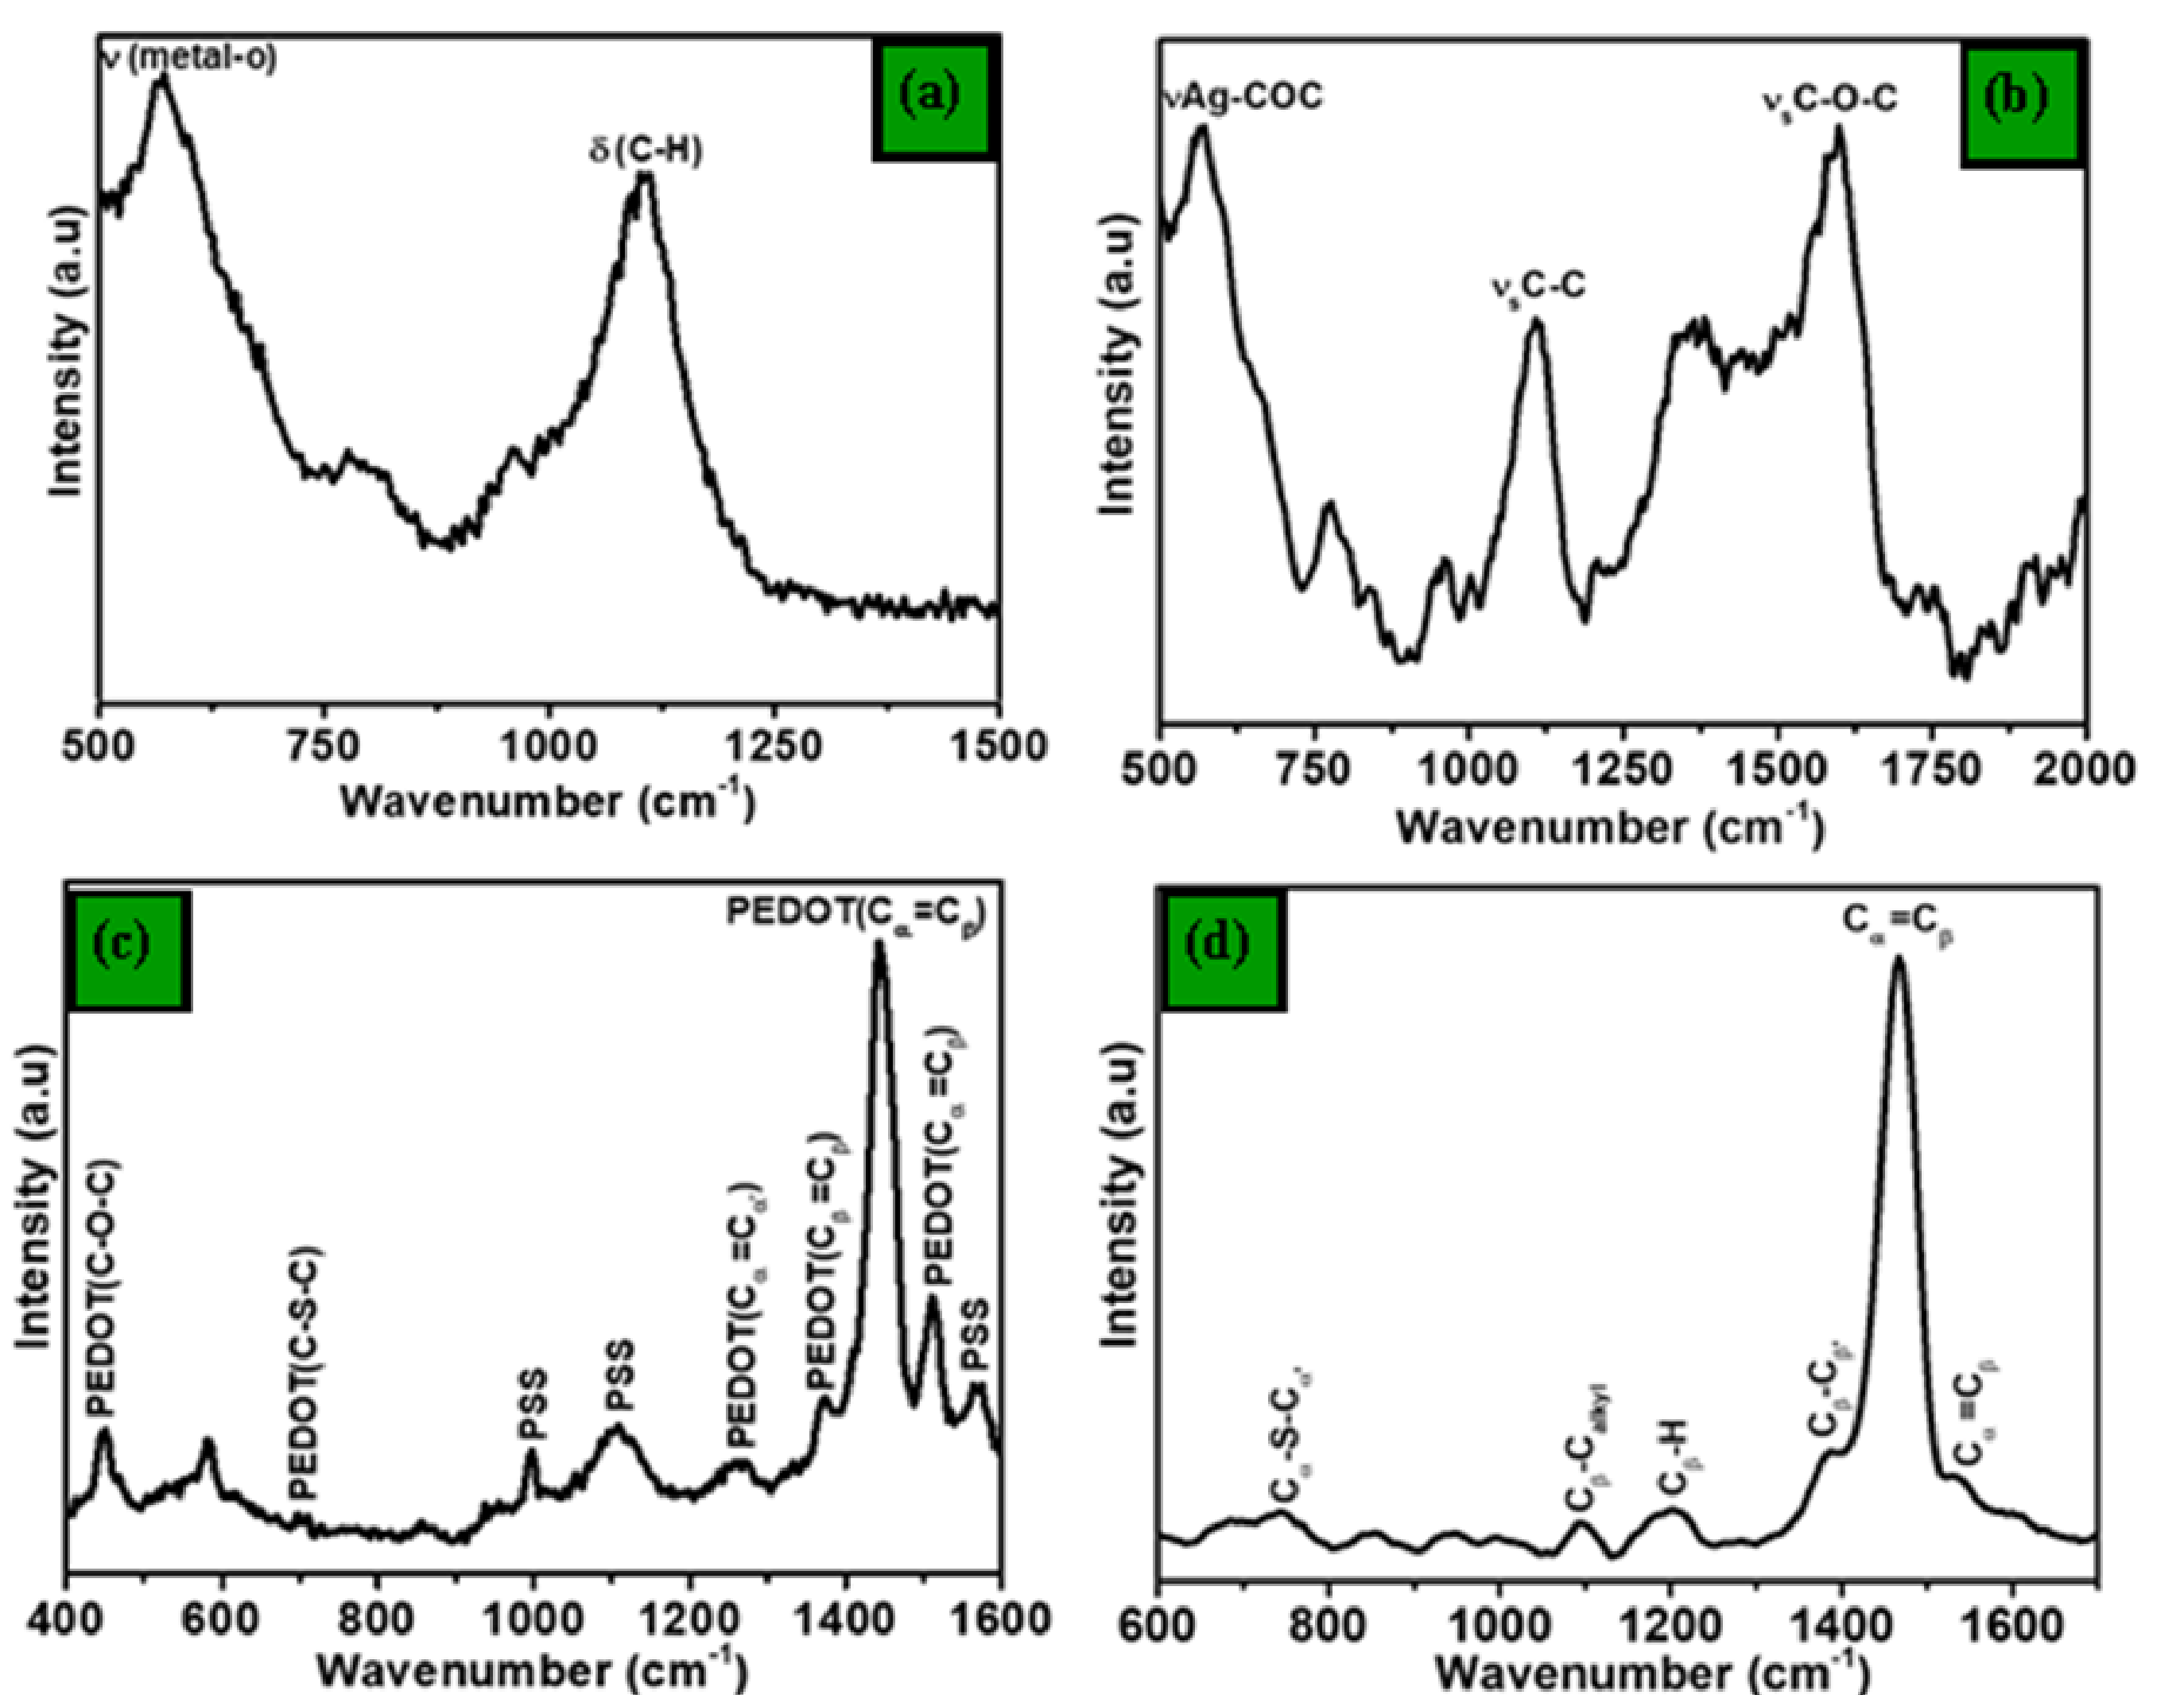 ν (metal-o)
(a)
δ (C-H)
Intensity (a.u)
500 750 1000 1250 1500
Wavenumber (cm⁻¹)
νAg-COC
νₛC-O-C
(b)
νₛC-C
Intensity (a.u)
500 750 1000 1250 1500 1750 2000
Wavenumber (cm⁻¹)
(c)
PEDOT(Cα=Cβ)
PEDOT(C-O-C)
PEDOT(C-S-C)
PSS
PSS
PEDOT(Cα=Cα')
PEDOT(Cβ=Cβ)
PEDOT(Cα=Cβ)
PSS
Intensity (a.u)
400 600 800 1000 1200 1400 1600
Wavenumber (cm⁻¹)
(d)
Cα=Cβ
Cα-S-Cα'
Cβ-Calkyl
Cβ-H
Cβ-Cβ'
Cα=Cβ
Intensity (a.u)
600 800 1000 1200 1400 1600
Wavenumber (cm⁻¹)